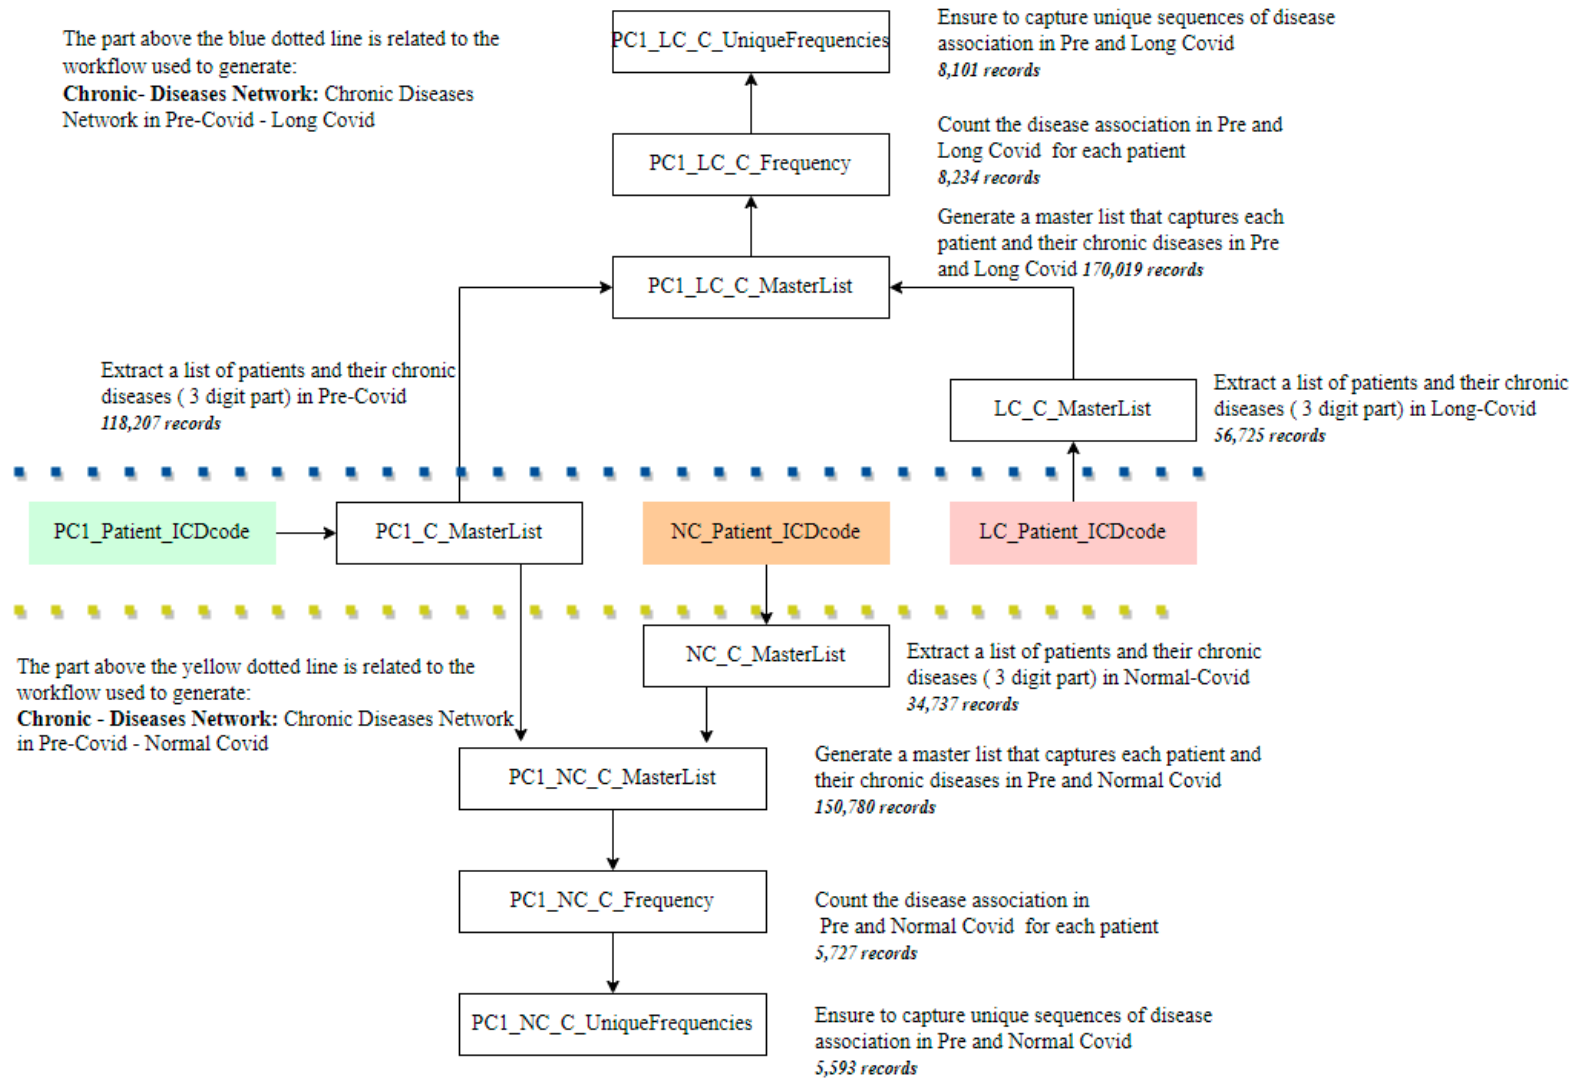 The part above the blue dotted line is related to the
workflow used to generate:
Chronic- Diseases Network: Chronic Diseases
Network in Pre-Covid - Long Covid
PC1_LC_C_UniqueFrequencies
Ensure to capture unique sequences of disease
association in Pre and Long Covid
8,101 records
PC1_LC_C_Frequency
Count the disease association in Pre and
Long Covid for each patient
8,234 records
PC1_LC_C_MasterList
Generate a master list that captures each
patient and their chronic diseases in Pre
and Long Covid 170,019 records
Extract a list of patients and their chronic
diseases ( 3 digit part) in Pre-Covid
118,207 records
LC_C_MasterList
Extract a list of patients and their chronic
diseases ( 3 digit part) in Long-Covid
56,725 records
PC1_Patient_ICDcode
PC1_C_MasterList
NC_Patient_ICDcode
LC_Patient_ICDcode
The part above the yellow dotted line is related to the
workflow used to generate:
Chronic - Diseases Network: Chronic Diseases Network
in Pre-Covid - Normal Covid
NC_C_MasterList
Extract a list of patients and their chronic
diseases ( 3 digit part) in Normal-Covid
34,737 records
PC1_NC_C_MasterList
Generate a master list that captures each patient and
their chronic diseases in Pre and Normal Covid
150,780 records
PC1_NC_C_Frequency
Count the disease association in
Pre and Normal Covid for each patient
5,727 records
PC1_NC_C_UniqueFrequencies
Ensure to capture unique sequences of disease
association in Pre and Normal Covid
5,593 records